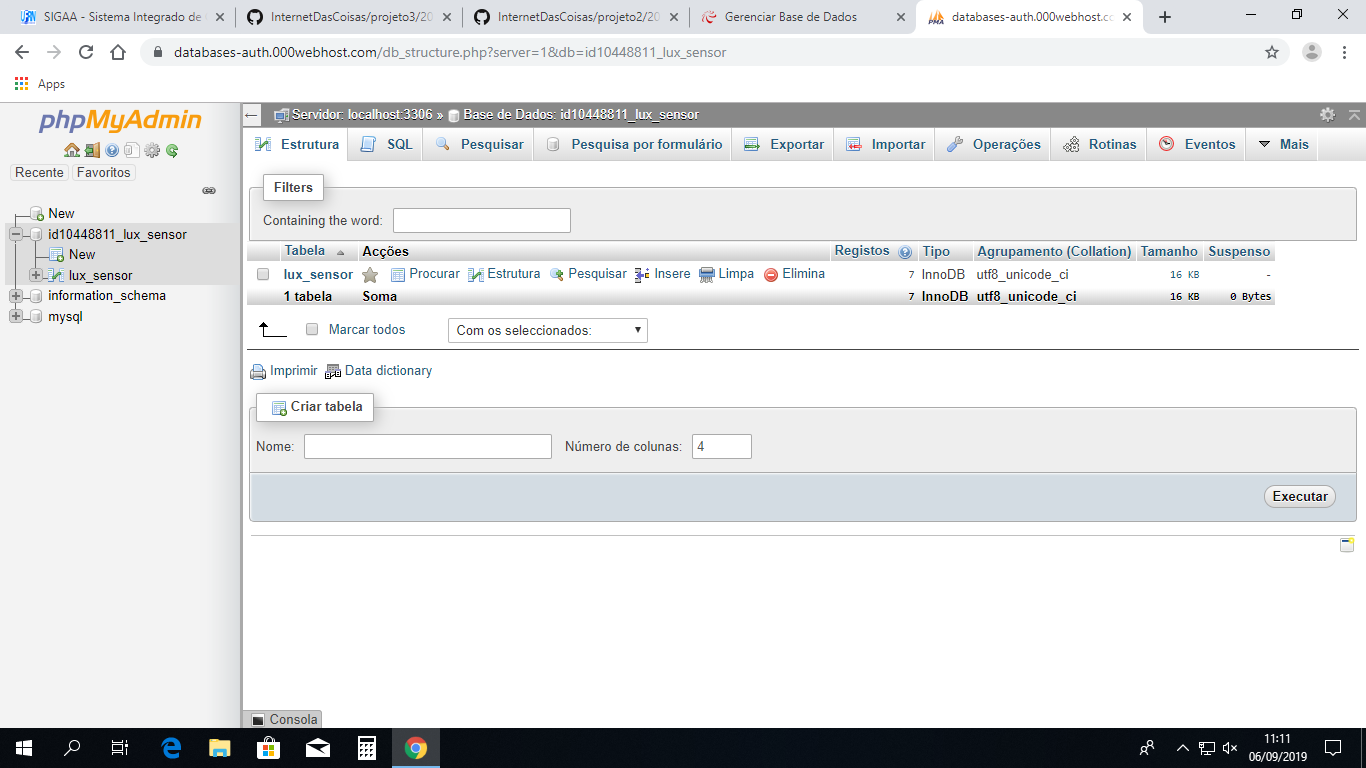 SIGAA - Sistema Integrado de
InternetDasCoisas/projeto3/20
InternetDasCoisas/projeto2/20
Gerenciar Base de Dados
databases-auth.000webhost.co
databases-auth.000webhost.com/db_structure.php?server=1&db=id10448811_lux_sensor
Apps
phpMyAdmin
Recente Favoritos
New
id10448811_lux_sensor
New
lux_sensor
information_schema
mysql
Servidor: localhost:3306 » Base de Dados: id10448811_lux_sensor
Estrutura SQL Pesquisar Pesquisa por formulário Exportar Importar Operações Rotinas Eventos Mais
Filters
Containing the word:
Tabela Acções Registos Tipo Agrupamento (Collation) Tamanho Suspenso
lux_sensor Procurar Estrutura Pesquisar Insere Limpa Elimina 7 InnoDB utf8_unicode_ci 16 KB -
1 tabela Soma 7 InnoDB utf8_unicode_ci 16 KB 0 Bytes
Marcar todos Com os seleccionados:
Imprimir Data dictionary
Criar tabela
Nome: Número de colunas: 4
Executar
Consola
11:11
06/09/2019